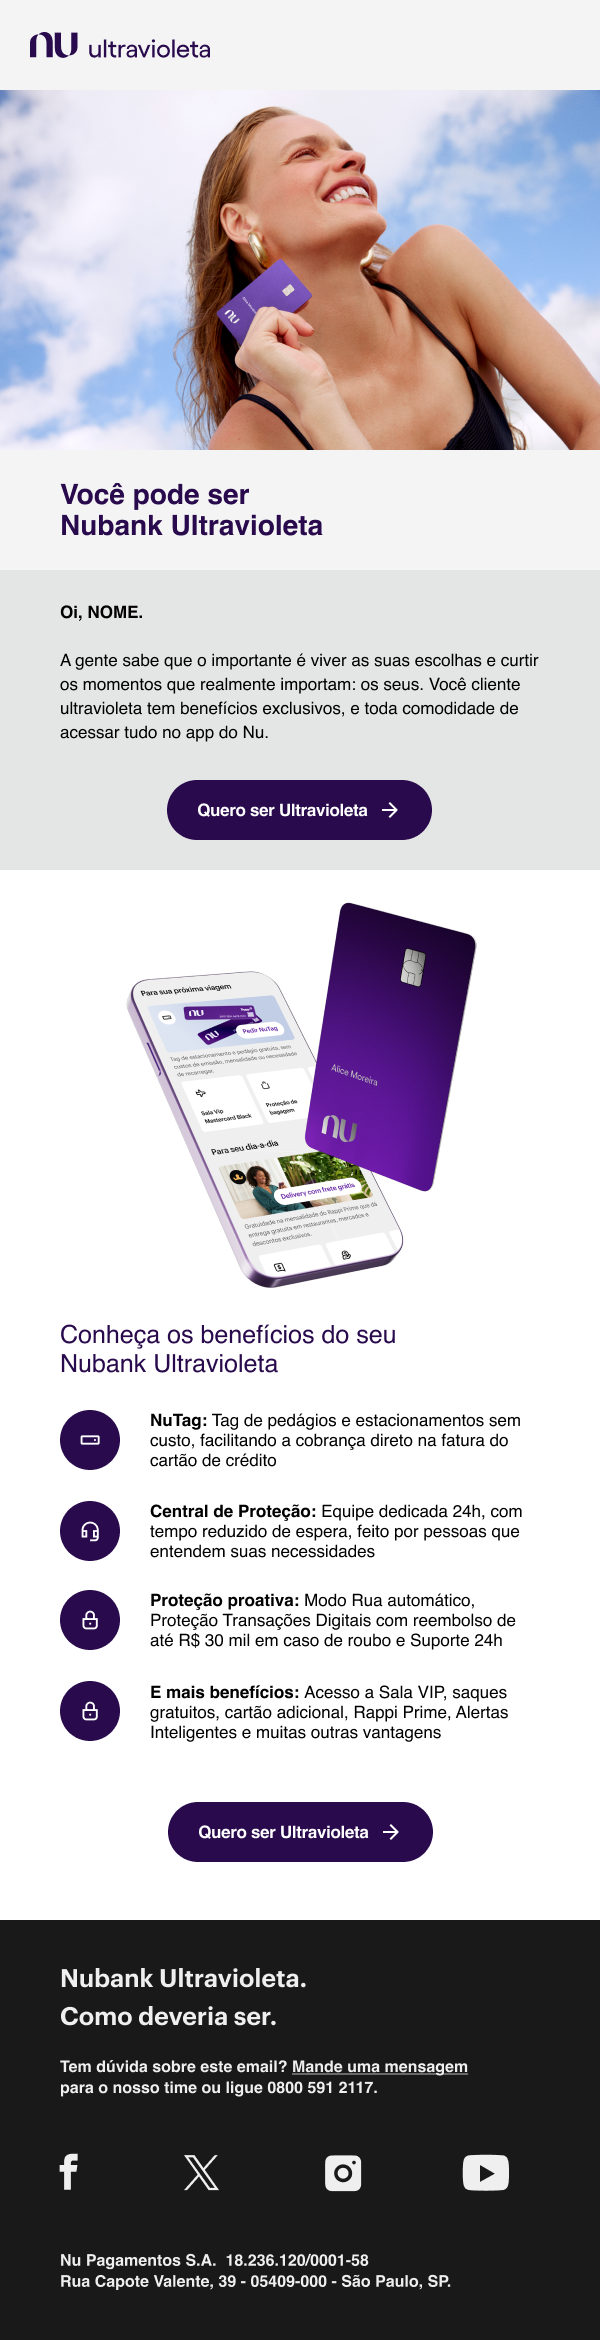 nu ultravioleta
nu
Você pode ser
Nubank Ultravioleta
Oi, NOME.
A gente sabe que o importante é viver as suas escolhas e curtir
os momentos que realmente importam: os seus. Você cliente
ultravioleta tem benefícios exclusivos, e toda comodidade de
acessar tudo no app do Nu.
Quero ser Ultravioleta
Para sua próxima viagem
nu
nu
Pedir NuTag
Tag de estacionamento e pedágio gratuita, sem
custos de emissão, mensalidade ou necessidade
de recarregar.
Sala Vip
Mastercard Black
Proteção de
bagagem
Para seu dia-a-dia
Delivery com frete grátis
Gratuidade na mensalidade do Rappi Prime que dá
entrega gratuita em restaurantes, mercados e
descontos exclusivos.
Alice Moreira
nu
Conheça os benefícios do seu
Nubank Ultravioleta
NuTag: Tag de pedágios e estacionamentos sem
custo, facilitando a cobrança direto na fatura do
cartão de crédito
Central de Proteção: Equipe dedicada 24h, com
tempo reduzido de espera, feito por pessoas que
entendem suas necessidades
Proteção proativa: Modo Rua automático,
Proteção Transações Digitais com reembolso de
até R$ 30 mil em caso de roubo e Suporte 24h
E mais benefícios: Acesso a Sala VIP, saques
gratuitos, cartão adicional, Rappi Prime, Alertas
Inteligentes e muitas outras vantagens
Quero ser Ultravioleta
Nubank Ultravioleta.
Como deveria ser.
Tem dúvida sobre este email? Mande uma mensagem
para o nosso time ou ligue 0800 591 2117.
Nu Pagamentos S.A. 18.236.120/0001-58
Rua Capote Valente, 39 - 05409-000 - São Paulo, SP.